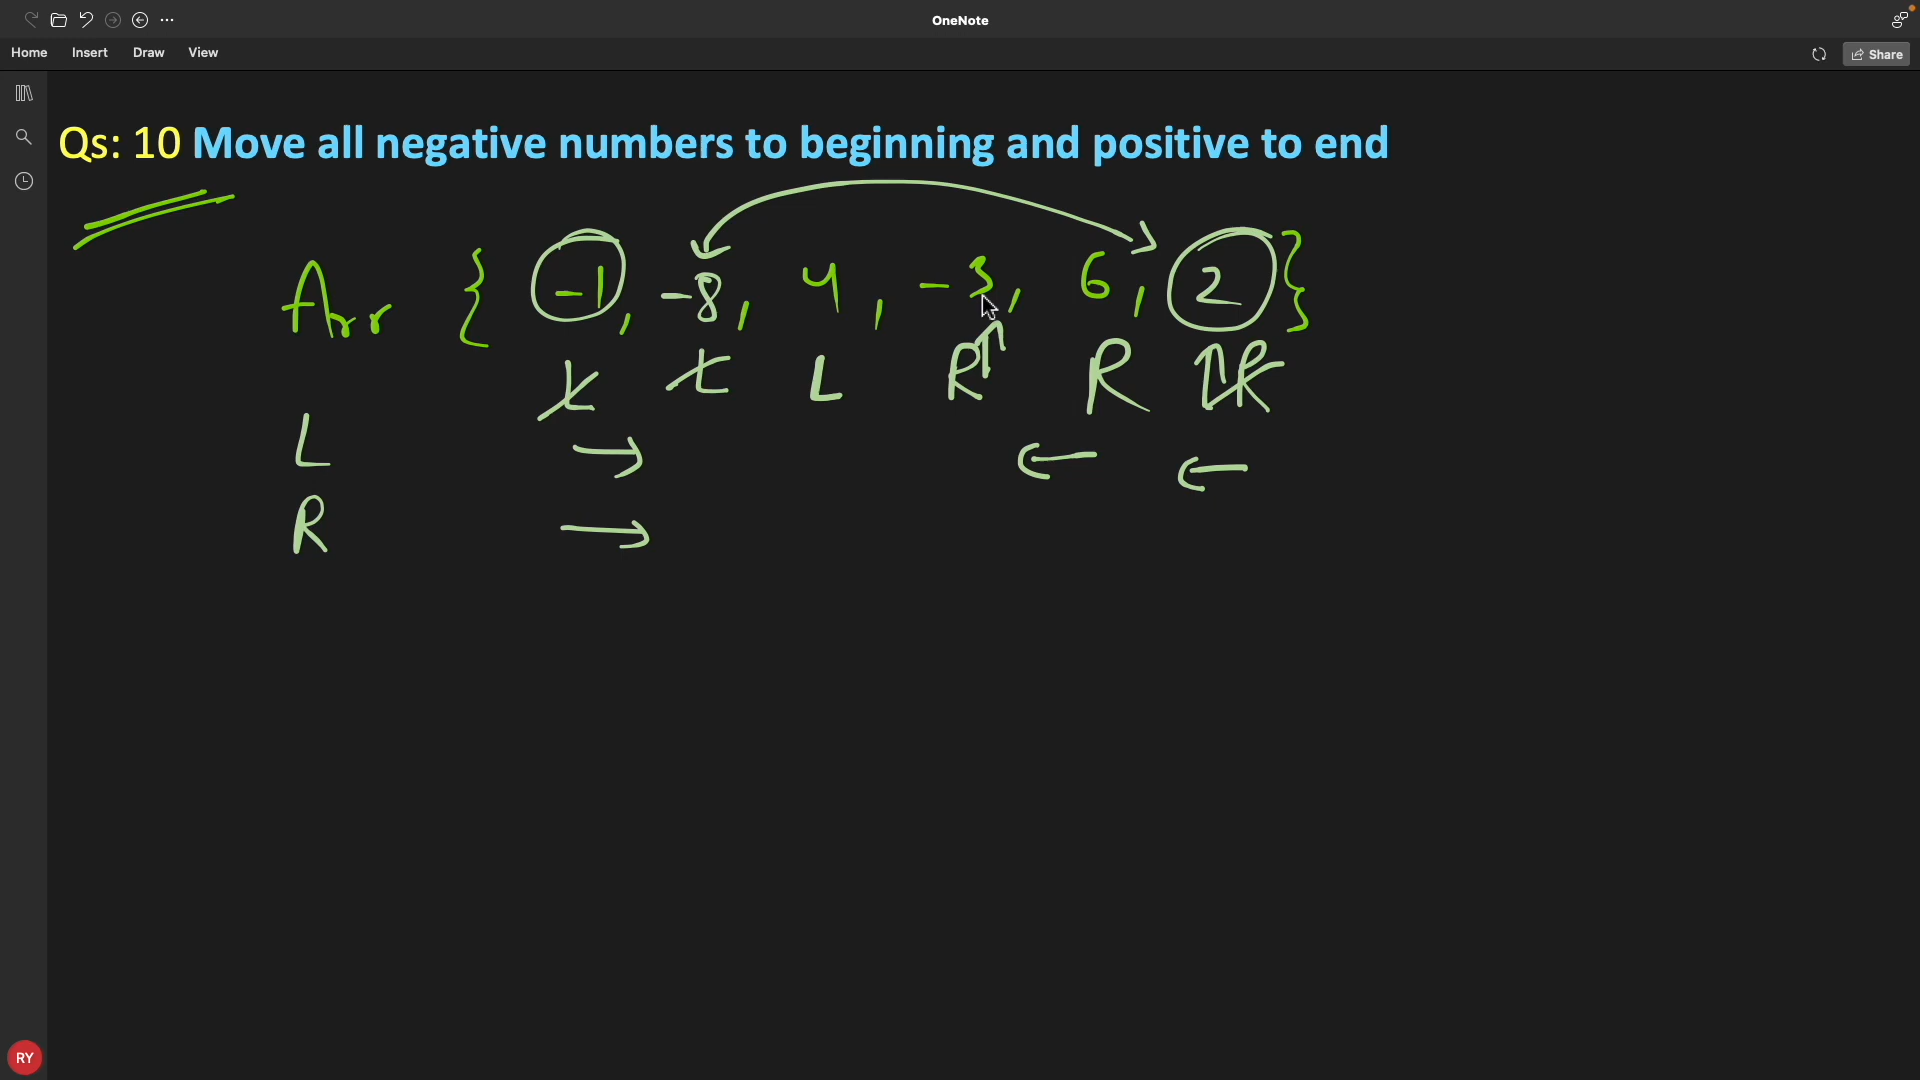 OneNote
Home Insert Draw View
Share
Qs: 10 Move all negative numbers to beginning and positive to end
Arr { -1, -8, 4, -3, 6, 2 }
L L L R R R
L
R
RY